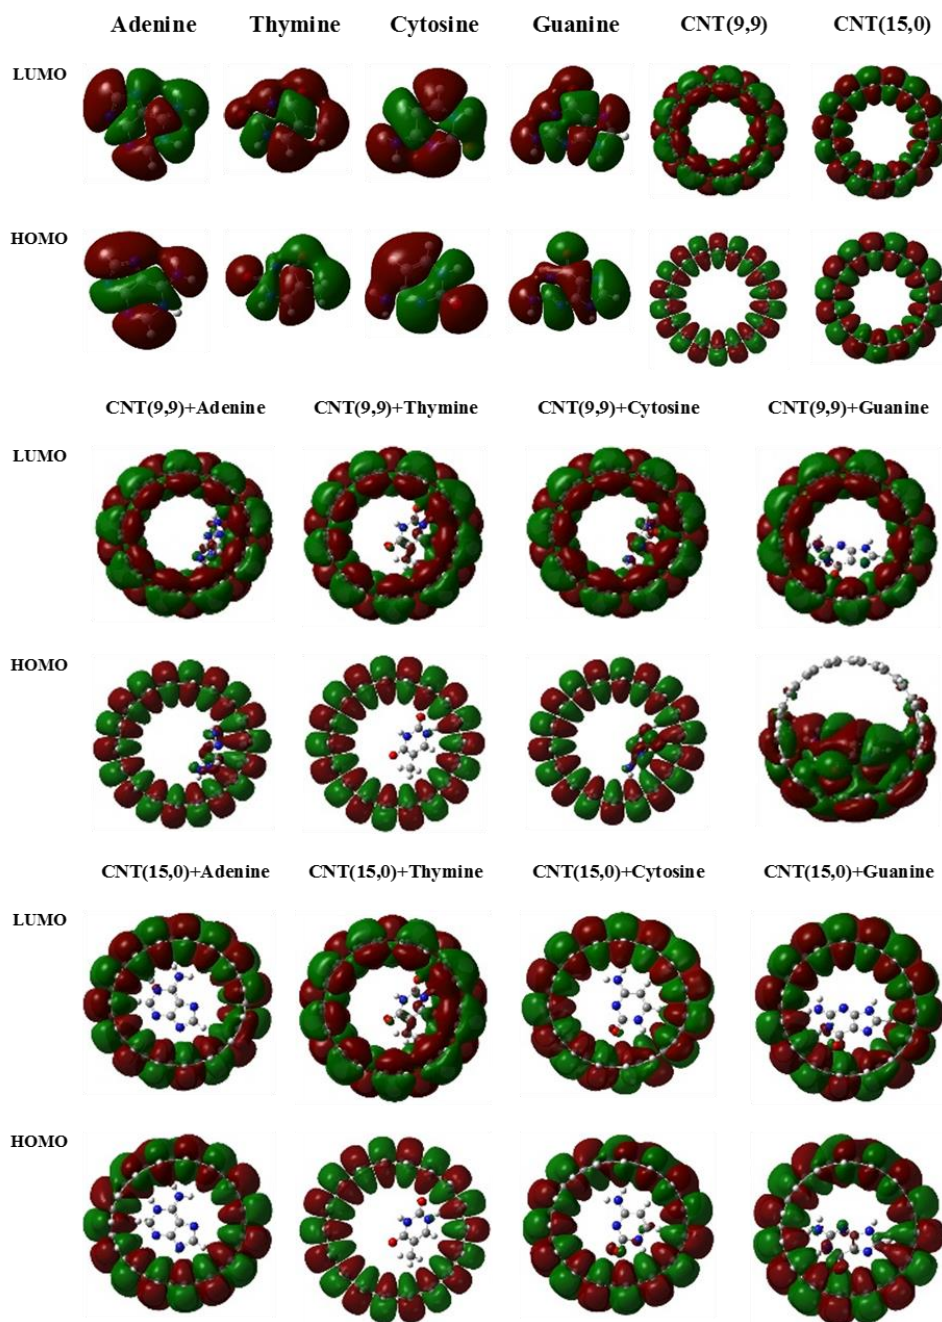 Adenine Thymine Cytosine Guanine CNT(9,9) CNT(15,0)
LUMO
HOMO
CNT(9,9)+Adenine CNT(9,9)+Thymine CNT(9,9)+Cytosine CNT(9,9)+Guanine
LUMO
HOMO
CNT(15,0)+Adenine CNT(15,0)+Thymine CNT(15,0)+Cytosine CNT(15,0)+Guanine
LUMO
HOMO